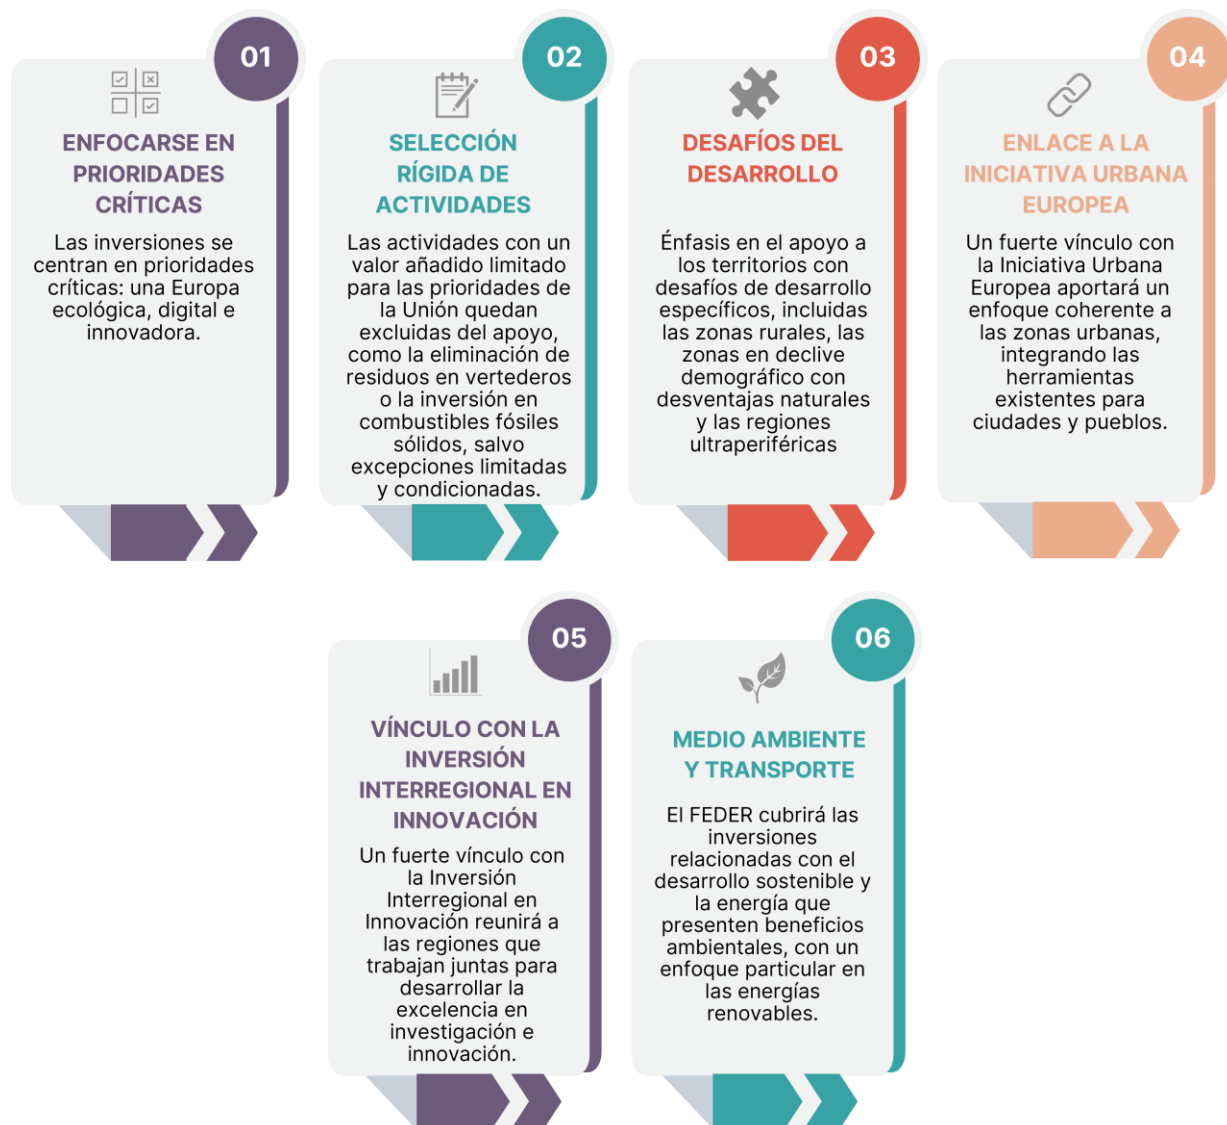 01
ENFOCARSE EN
PRIORIDADES
CRÍTICAS
Las inversiones se
centran en prioridades
críticas: una Europa
ecológica, digital e
innovadora.
02
SELECCIÓN
RÍGIDA DE
ACTIVIDADES
Las actividades con un
valor añadido limitado
para las prioridades de
la Unión quedan
excluidas del apoyo,
como la eliminación de
residuos en vertederos
o la inversión en
combustibles fósiles
sólidos, salvo
excepciones limitadas
y condicionadas.
03
DESAFÍOS DEL
DESARROLLO
Énfasis en el apoyo a
los territorios con
desafíos de desarrollo
específicos, incluidas
las zonas rurales, las
zonas en declive
demográfico con
desventajas naturales
y las regiones
ultraperiféricas
04
ENLACE A LA
INICIATIVA URBANA
EUROPEA
Un fuerte vínculo con
la Iniciativa Urbana
Europea aportará un
enfoque coherente a
las zonas urbanas,
integrando las
herramientas
existentes para
ciudades y pueblos.
05
VÍNCULO CON LA
INVERSIÓN
INTERREGIONAL EN
INNOVACIÓN
Un fuerte vínculo con
la Inversión
Interregional en
Innovación reunirá a
las regiones que
trabajan juntas para
desarrollar la
excelencia en
investigación e
innovación.
06
MEDIO AMBIENTE
Y TRANSPORTE
El FEDER cubrirá las
inversiones
relacionadas con el
desarrollo sostenible y
la energía que
presenten beneficios
ambientales, con un
enfoque particular en
las energías
renovables.